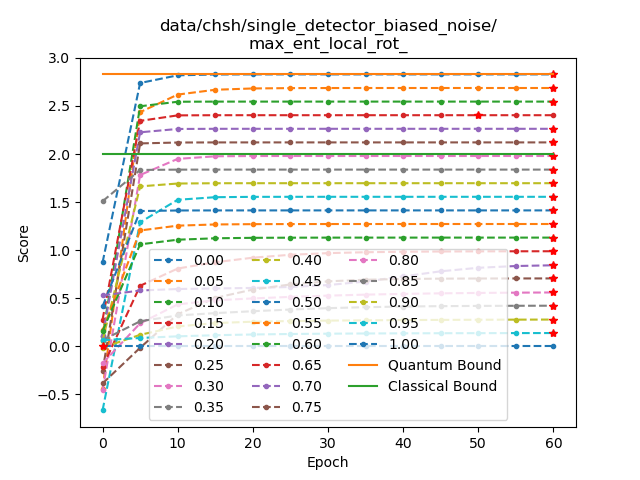 data/chsh/single_detector_biased_noise/
max_ent_local_rot_
Score
3.0
2.5
2.0
1.5
1.0
0.5
0.0
−0.5
0.00 0.40 0.80
0.05 0.45 0.85
0.10 0.50 0.90
0.15 0.55 0.95
0.20 0.60 1.00
0.25 0.65 Quantum Bound
0.30 0.70 Classical Bound
0.35 0.75
0 10 20 30 40 50 60
Epoch